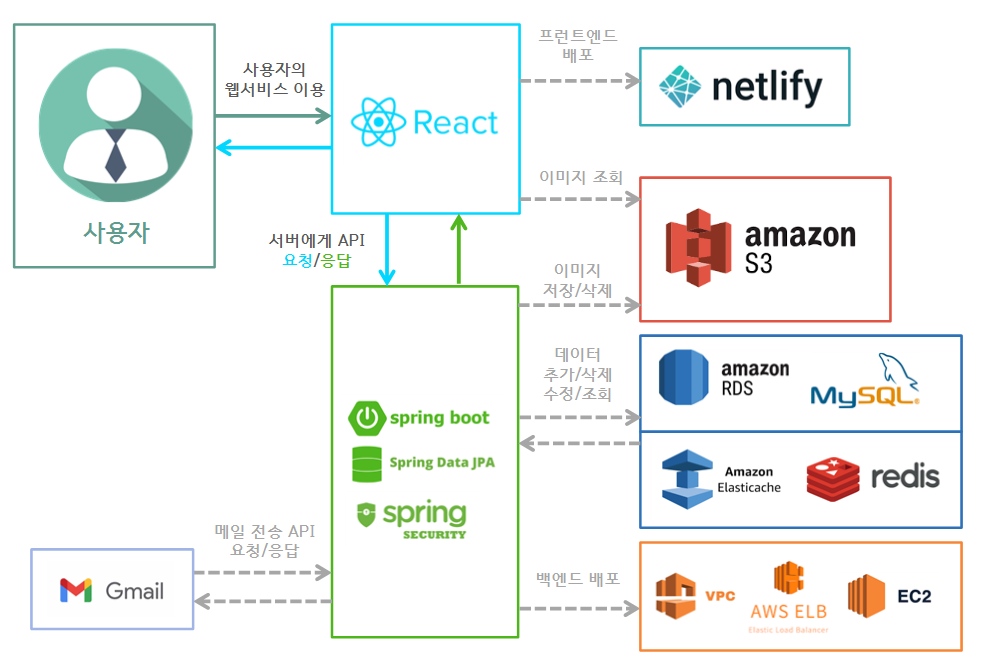 사용자의
웹서비스 이용
사용자
React
프런트엔드
배포
netlify
이미지 조회
amazon
S3
서버에게 API
요청/응답
이미지
저장/삭제
데이터
추가/삭제
수정/조회
amazon
RDS
MySQL
Amazon
Elasticache
redis
spring boot
Spring Data JPA
spring
SECURITY
메일 전송 API
요청/응답
Gmail
백엔드 배포
VPC
AWS ELB
Elastic Load Balancer
EC2